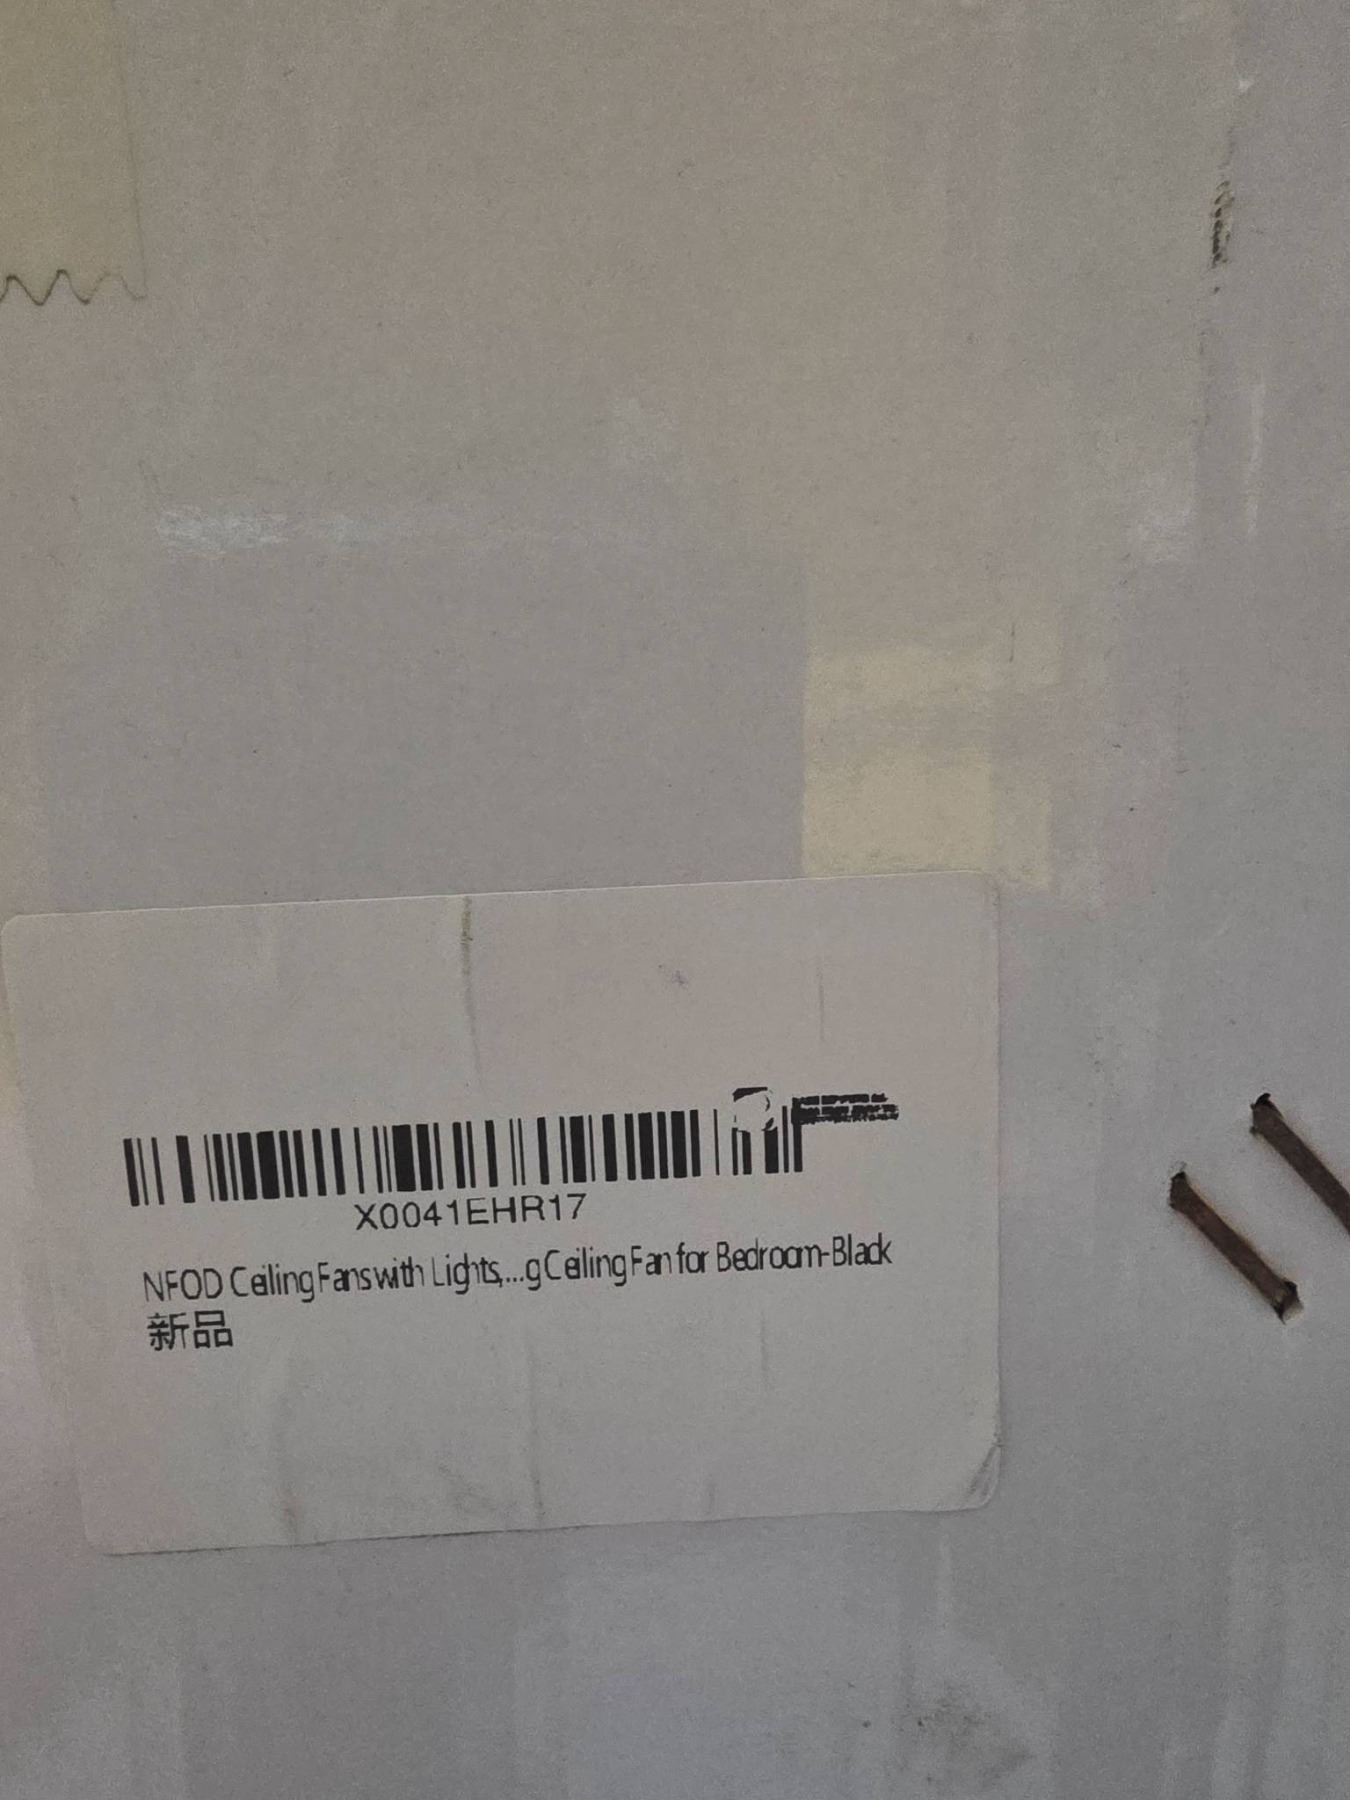 X0041EHR17
NFOD Ceiling Fans with Lights,...g Ceiling Fan for Bedroom-Black
新品